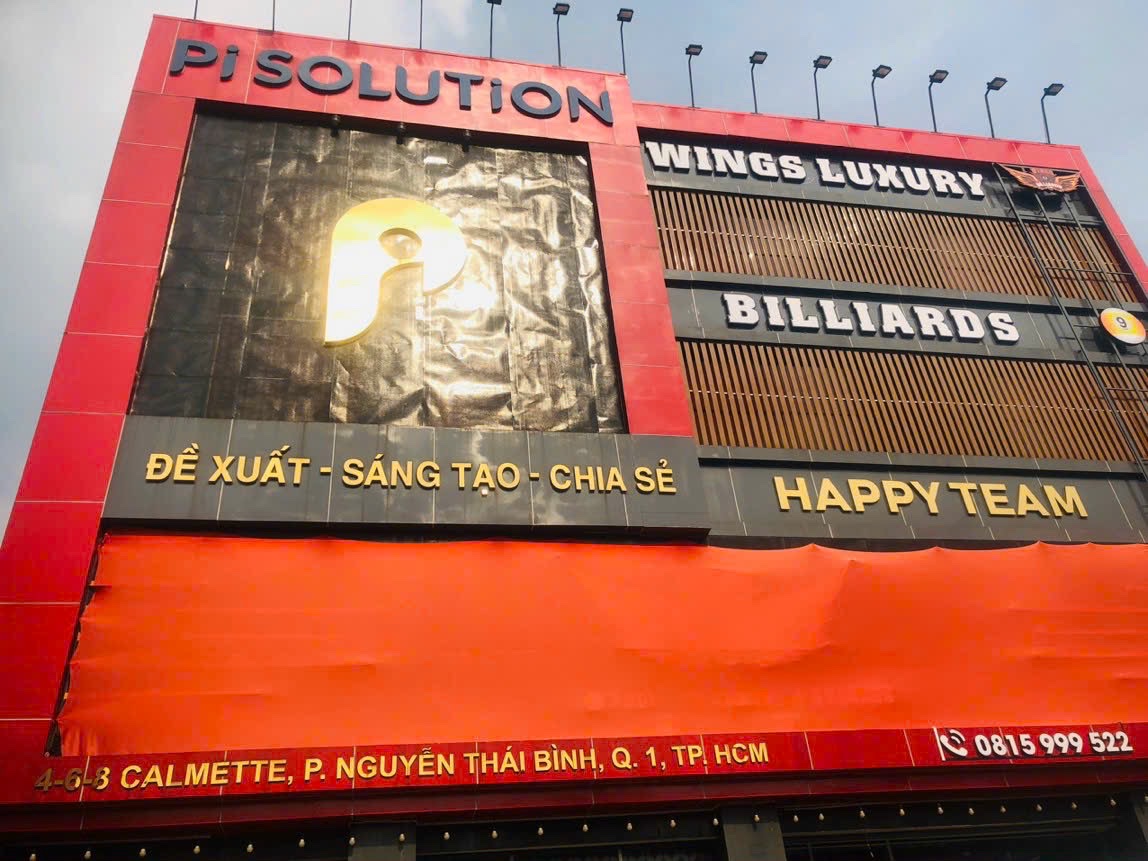 Pi SOLUTiON
WINGS LUXURY
BILLIARDS
9
ĐỀ XUẤT - SÁNG TẠO - CHIA SẺ
HAPPY TEAM
4-6-8 CALMETTE, P. NGUYỄN THÁI BÌNH, Q. 1, TP. HCM
0815 999 522